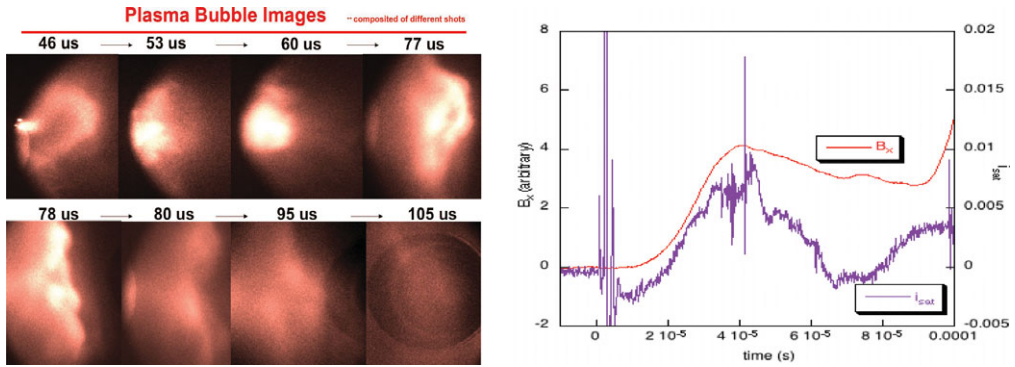 Plasma Bubble Images
~ composited of different shots
46 us → 53 us → 60 us → 77 us
78 us → 80 us → 95 us → 105 us
8
6
4
2
0
-2
Bx (arbitrary)
0.02
0.015
0.01
0.005
0
-0.005
isat
Bx
isat
0
2 10-5
4 10-5
6 10-5
8 10-5
0.0001
time (s)